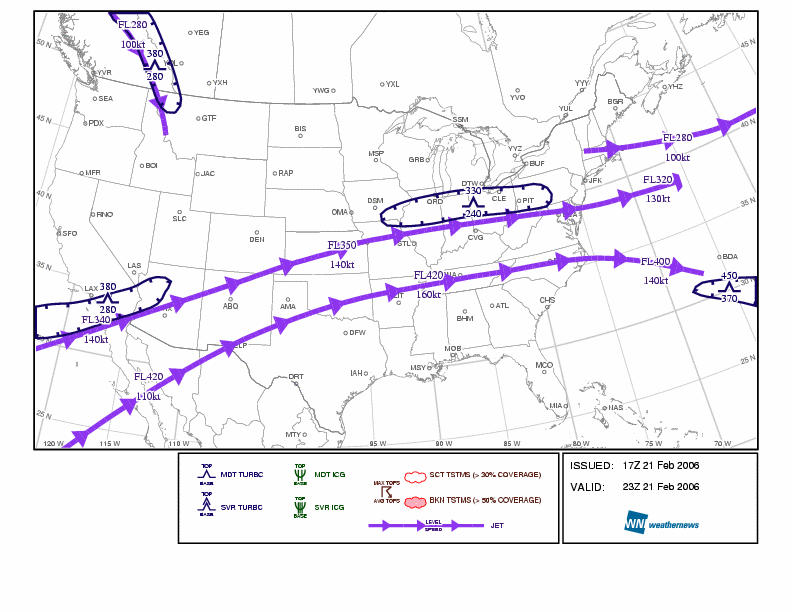 FL280
100kt
380
280
YEG
YXH
YVR
SEA
PDX
GTF
YWG
YXL
YVO
YYY
YHZ
BGR
YUL
SSM
YYZ
BUF
BIS
MSP
GRB
BOI
JAC
RAP
MFR
DTW
330
240
ORD
CLE
PIT
JFK
FL280
100kt
FL320
130kt
DSM
OMA
RNO
SLC
SFO
DEN
STL
CVG
FL350
140kt
LAS
LAX
380
280
FL340
140kt
ABQ
AMA
FL420
160kt
LIT
BHM
ATL
CHS
FL400
140kt
BDA
450
370
ELP
DFW
FL420
110kt
DRT
IAH
MSY
MOB
MCO
MIA
NAS
MTY
50 N
45 N
40 N
35 N
25 N
45 N
40 N
35 N
30 N
25 N
120 W
115 W
110 W
95 W
90 W
85 W
80 W
75 W
70 W
TOP
BASE
MDT TURBC
TOP
BASE
SVR TURBC
TOP
BASE
MDT ICG
TOP
BASE
SVR ICG
MAX TOPS
AVG TOPS
SCT TSTMS (> 30% COVERAGE)
BKN TSTMS (> 50% COVERAGE)
LEVEL
SPEED
JET
ISSUED: 17Z 21 Feb 2006
VALID: 23Z 21 Feb 2006
WN weathernews